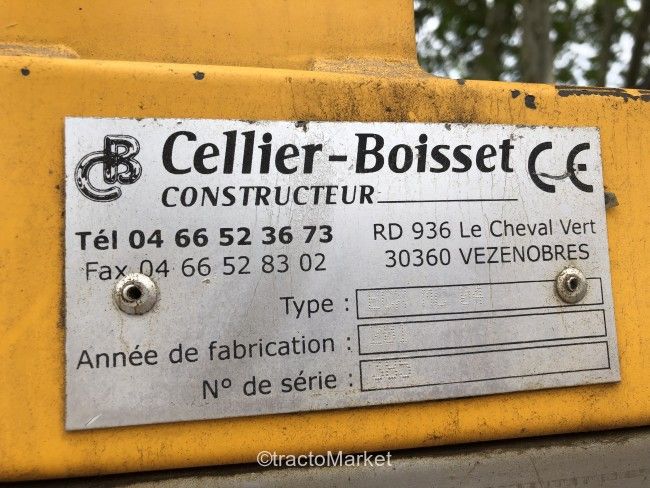 CB Cellier-Boisset CE
CONSTRUCTEUR
Tél 04 66 52 36 73
Fax 04 66 52 83 02
RD 936 Le Cheval Vert
30360 VEZENOBRES
Type :
Année de fabrication :
N° de série :
©tractoMarket